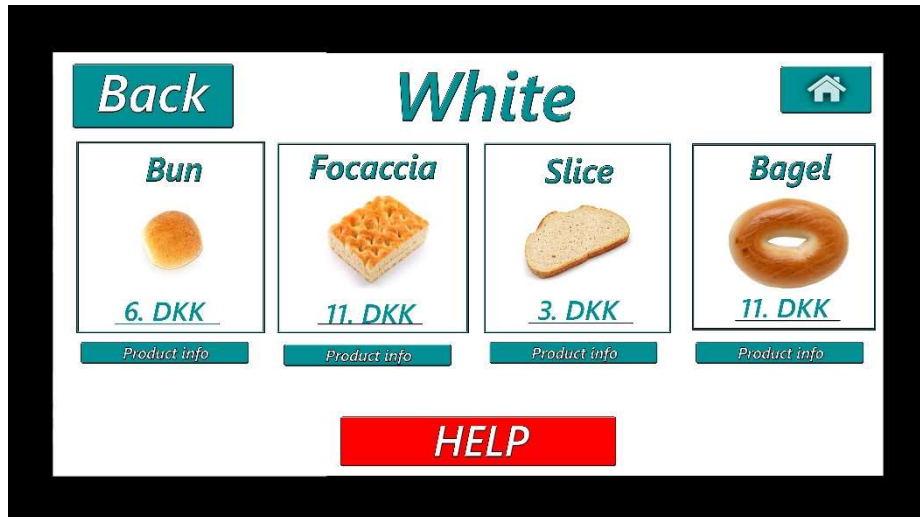 Back
White
Bun
Focaccia
Slice
Bagel
6. DKK
11. DKK
3. DKK
11. DKK
Product info
Product info
Product info
Product info
HELP